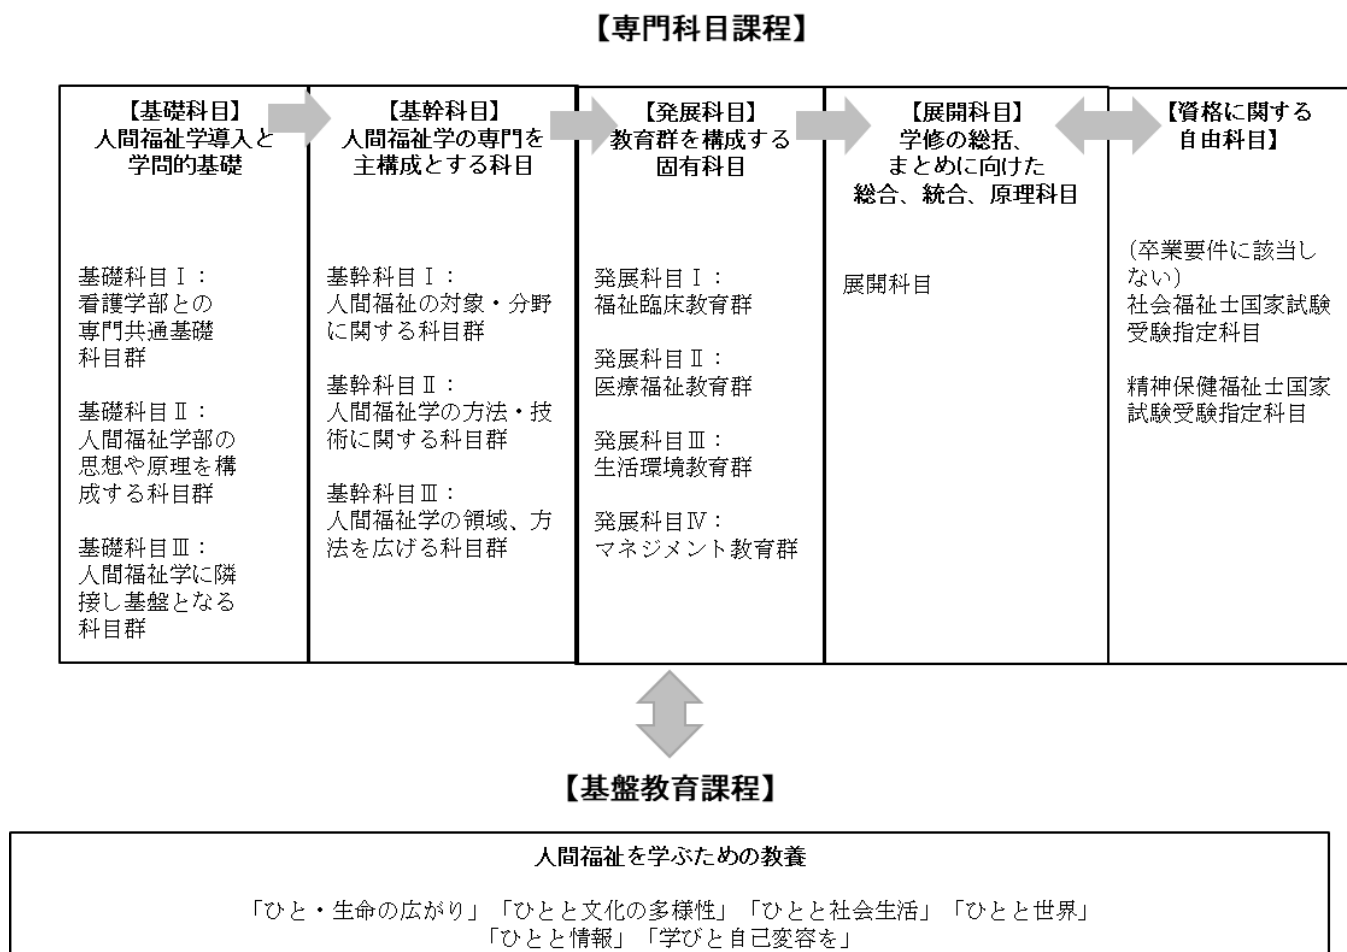 【専門科目課程】
【基礎科目】
人間福祉学導入と
学問的基礎
基礎科目Ⅰ：
看護学部との
専門共通基礎
科目群
基礎科目Ⅱ：
人間福祉学部の
思想や原理を構
成する科目群
基礎科目Ⅲ：
人間福祉学に隣
接し基盤となる
科目群
【基幹科目】
人間福祉学の専門を
主構成とする科目
基幹科目Ⅰ：
人間福祉の対象・分野
に関する科目群
基幹科目Ⅱ：
人間福祉学の方法・技
術に関する科目群
基幹科目Ⅲ：
人間福祉学の領域、方
法を広げる科目群
【発展科目】
教育群を構成する
固有科目
発展科目Ⅰ：
福祉臨床教育群
発展科目Ⅱ：
医療福祉教育群
発展科目Ⅲ：
生活環境教育群
発展科目Ⅳ：
マネジメント教育群
【展開科目】
学修の総括、
まとめに向けた
総合、統合、原理科目
展開科目
【資格に関する
自由科目】
（卒業要件に該当し
ない）
社会福祉士国家試験
受験指定科目
精神保健福祉士国家
試験受験指定科目
【基盤教育課程】
人間福祉を学ぶための教養
「ひと・生命の広がり」「ひとと文化の多様性」「ひとと社会生活」「ひとと世界」
「ひとと情報」「学びと自己変容を」